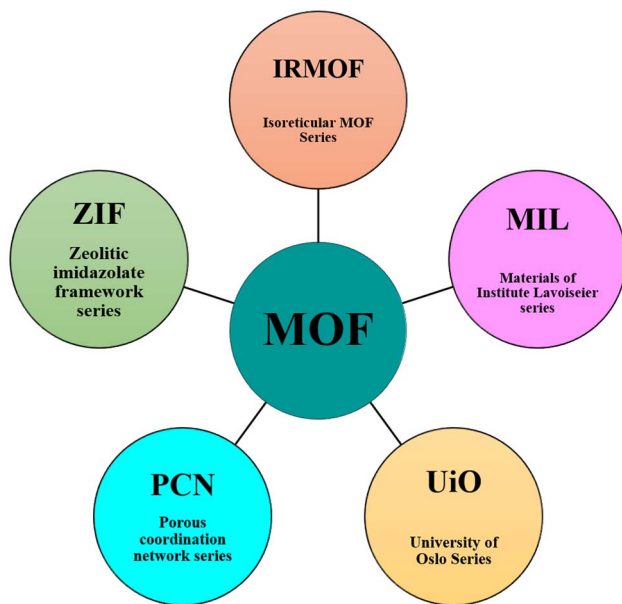 IRMOF
Isoreticular MOF
Series
ZIF
Zeolitic
imidazolate
framework
series
MIL
Materials of
Institute Lavoiseier
series
MOF
PCN
Porous
coordination
network series
UiO
University of
Oslo Series